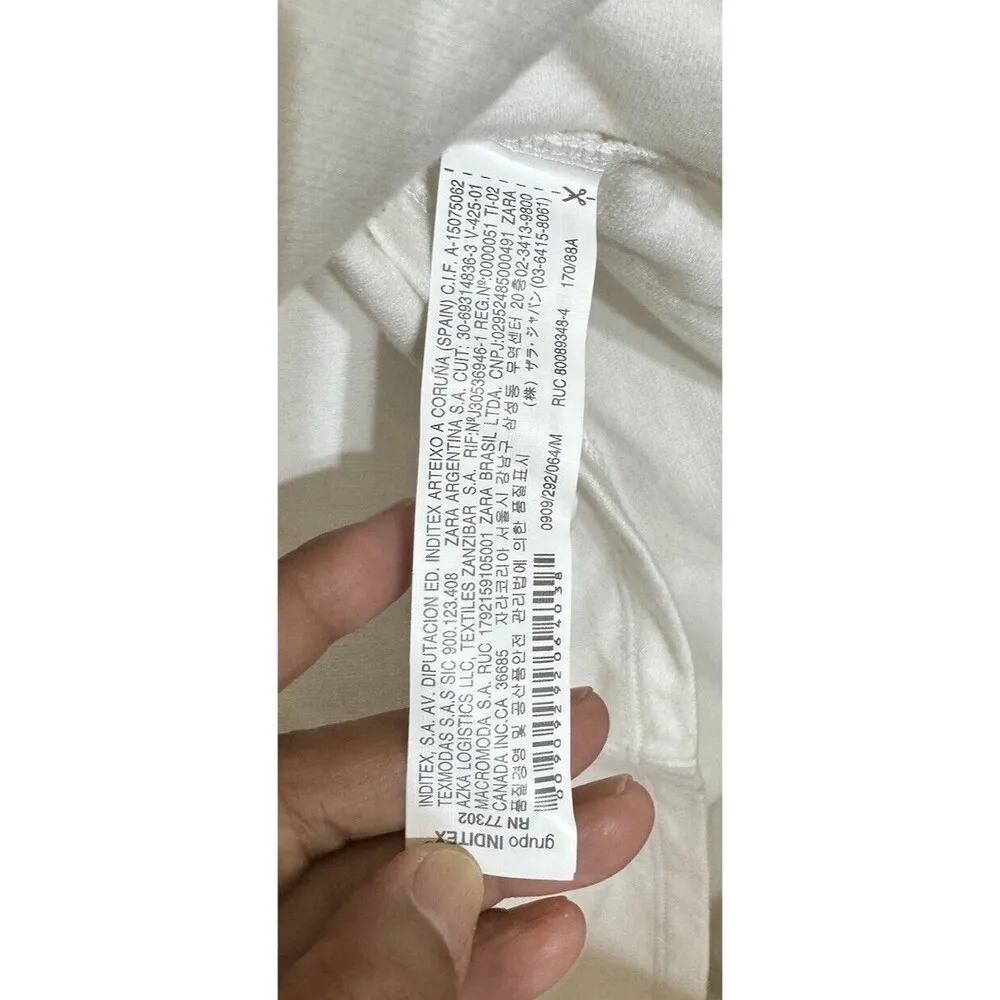 INDITEX, S.A. AV. DIPUTACION ED. INDITEX ARTEIXO A CORUÑA (SPAIN) C.I.F. A-15075062
TEXMODAS S.A.S SIC 900.123.408 ZARA ARGENTINA S.A. CUIT: 30-69314836-3 V-425-01
AZKA LOGISTICS LLC, TEXTILES ZANZIBAR S.A. RIF:NºJ30536946-1 REG.Nº:0000051 TI-02
MACROMODA S.A. RUC 1792159105001 ZARA BRASIL LTDA. CNPJ:02952485000491 ZARA
CANADA INC.CA 36685 자라코리아 서울시 강남구 삼성동 무역센터 20층02-3413-9800
품질경영 및 공산품안전 관리법에 의한 품질표시 (株) ザラ・ジャパン(03-6415-8061)
0909/292/064/M RUC 80089348-4 170/88A
00909292064038
RN 77302
grupo INDITEX